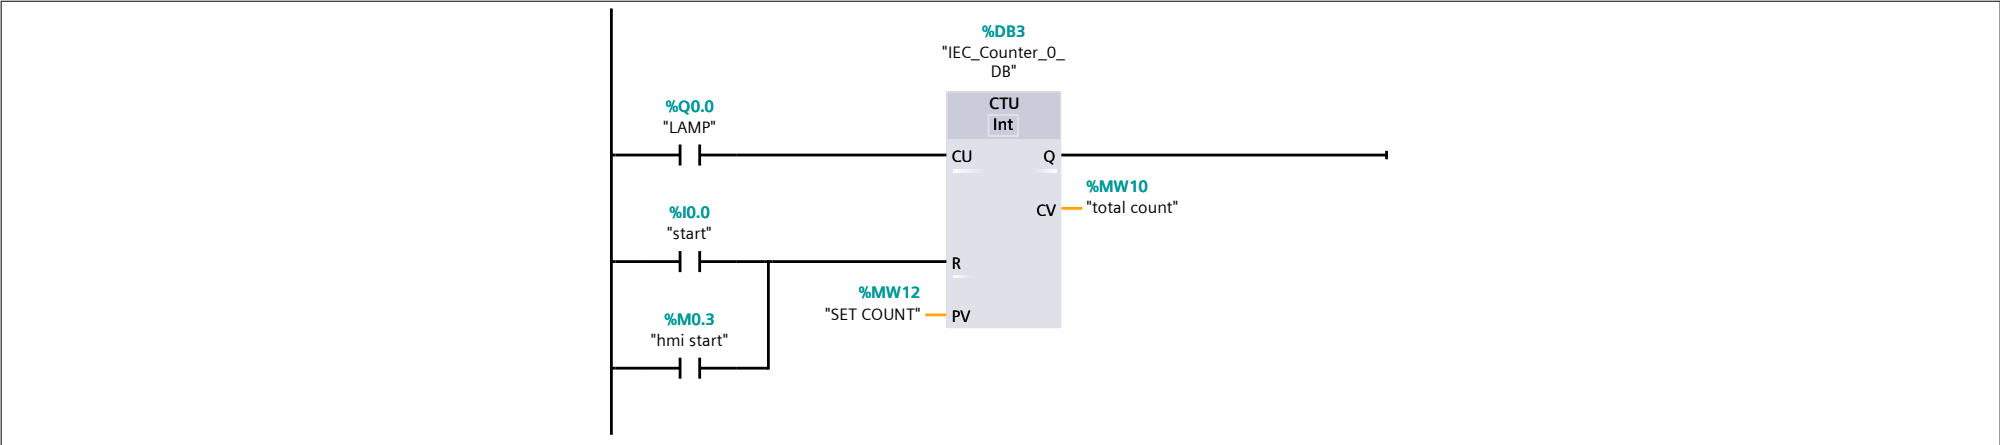 %DB3
"IEC_Counter_0_
DB"
CTU
Int
%Q0.0
"LAMP"
CU
Q
%MW10
"total count"
CV
%I0.0
"start"
R
%MW12
"SET COUNT"
PV
%M0.3
"hmi start"